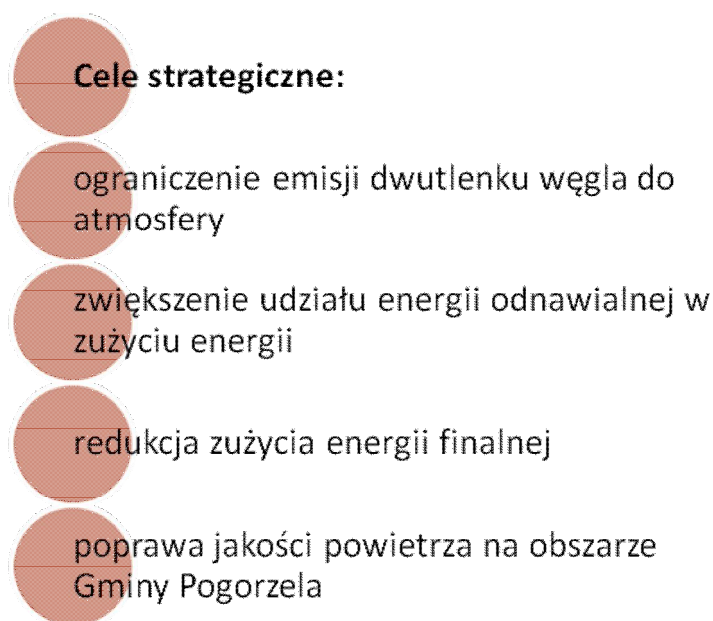 Cele strategiczne:
ograniczenie emisji dwutlenku węgla do
atmosfery
zwiększenie udziału energii odnawialnej w
zużyciu energii
redukcja zużycia energii finalnej
poprawa jakości powietrza na obszarze
Gminy Pogorzela